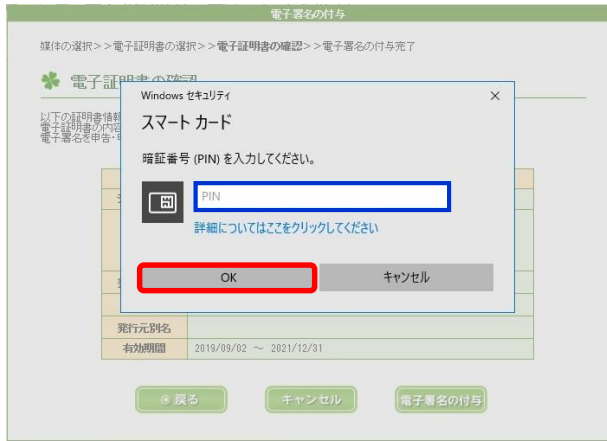 電子署名の付与
媒体の選択>>電子証明書の選択>>電子証明書の確認>>電子署名の付与完了
電子証明書の確認
Windows セキュリティ
×
以下の証明書情報
電子証明書の内容
電子署名を申告・申
スマート カード
暗証番号 (PIN) を入力してください。
PIN
詳細についてはここをクリックしてください
OK
キャンセル
発行元別名
有効期間 2019/09/02 ～ 2021/12/31
戻る
キャンセル
電子署名の付与